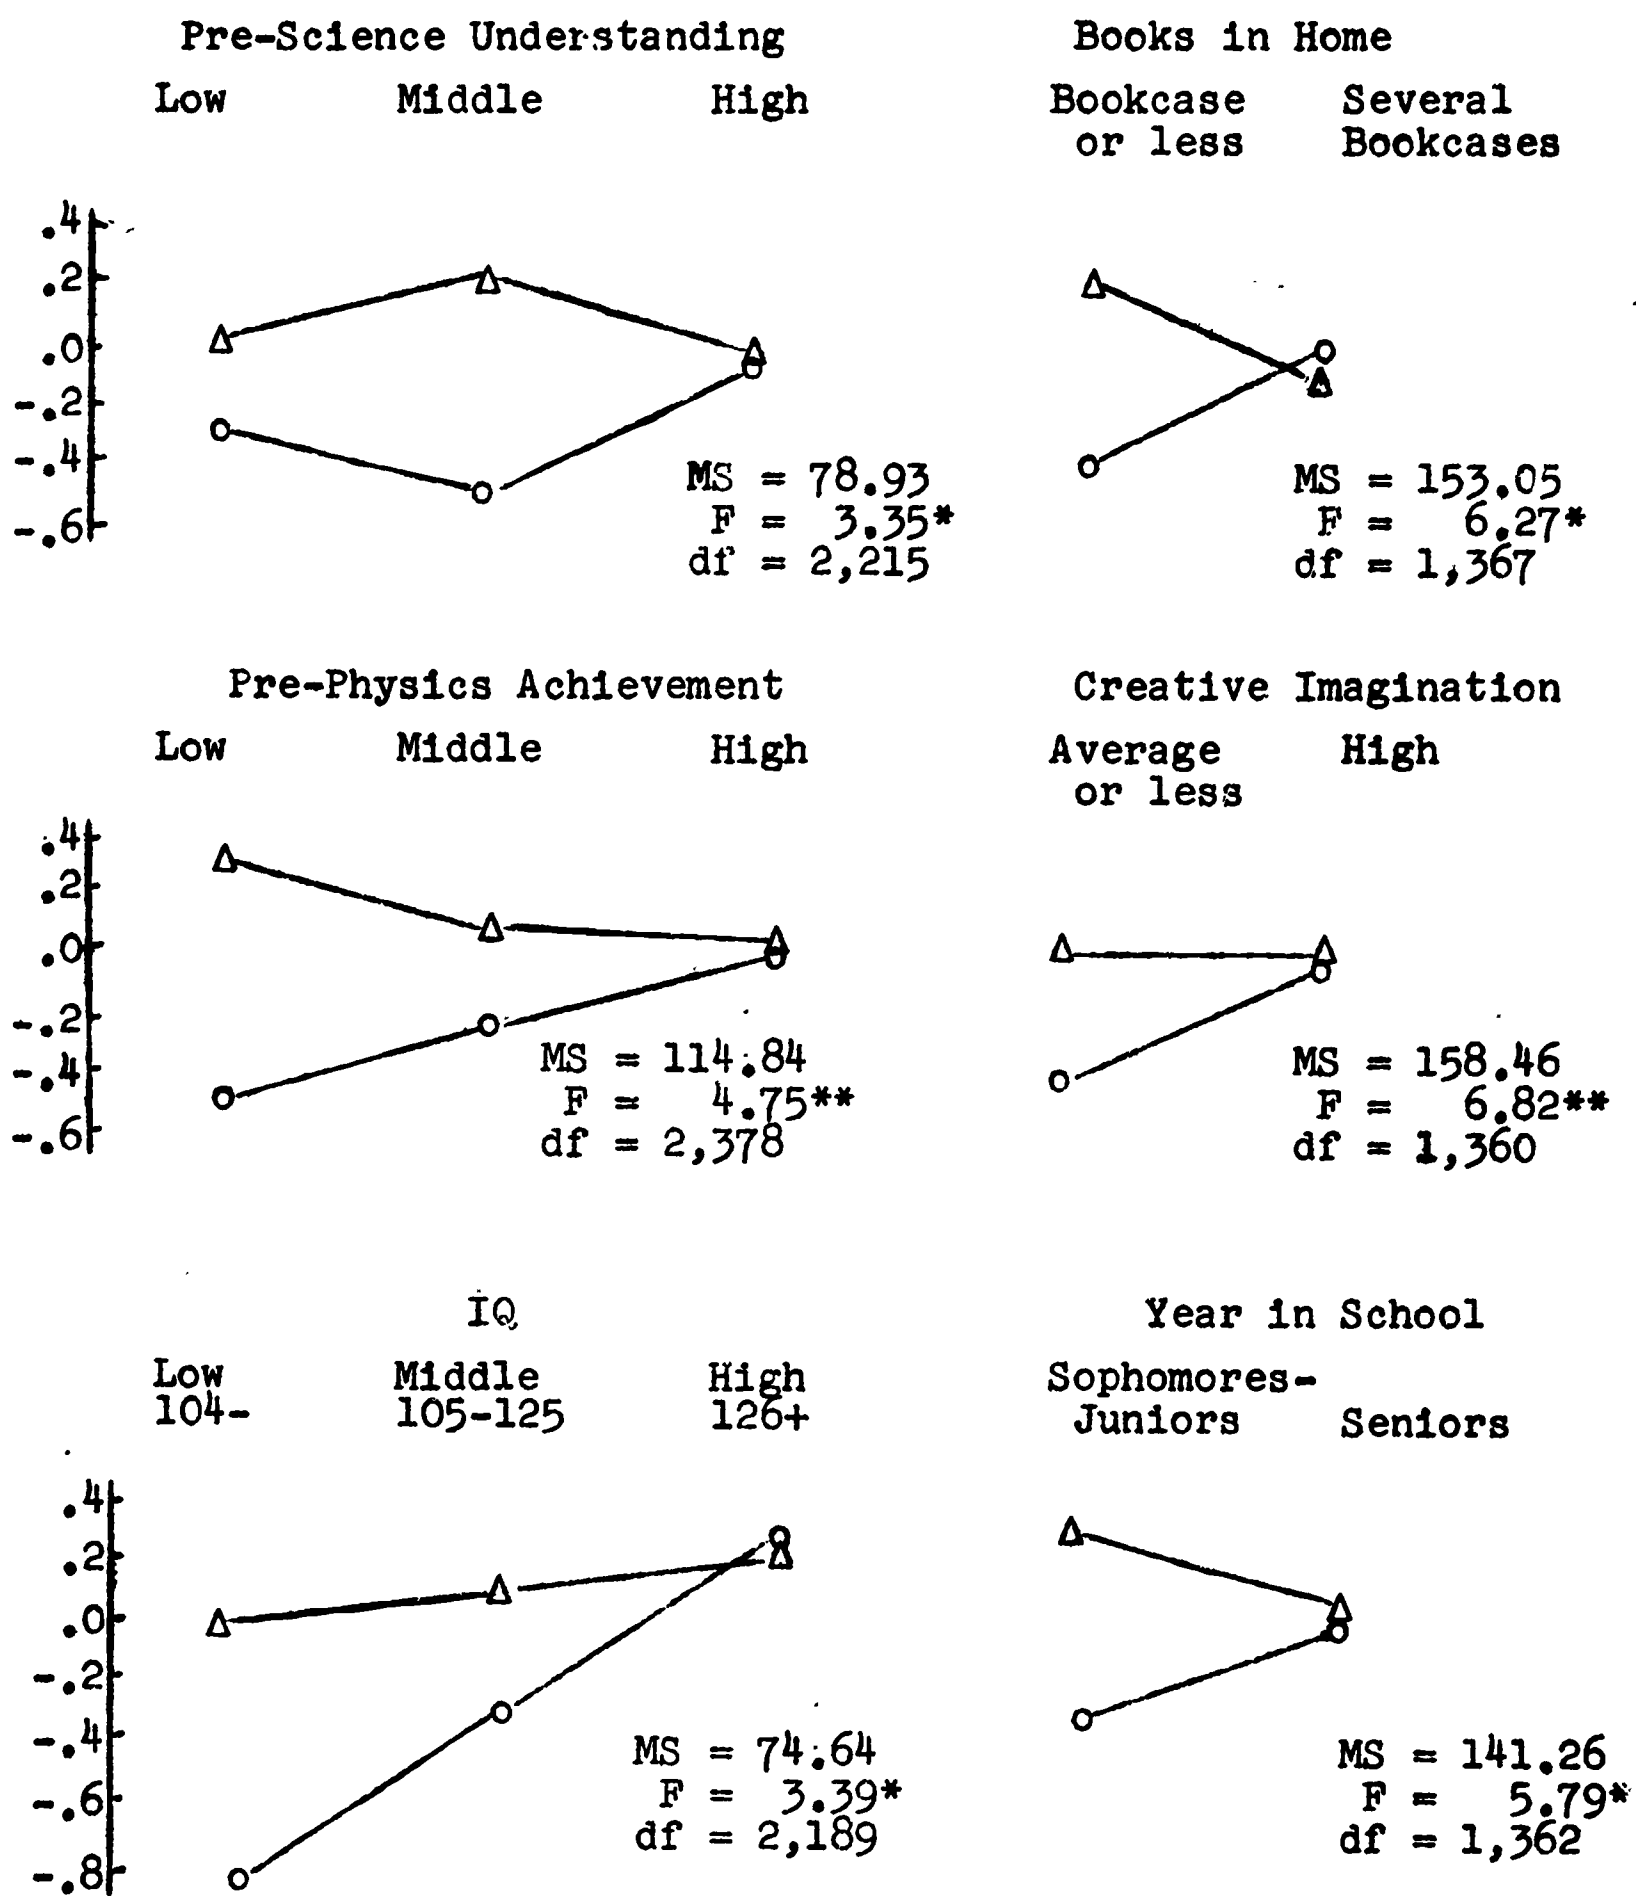 Pre-Science Understanding
Low Middle High
.4
.2
.0
-.2
-.4
-.6
MS = 78.93
F = 3.35*
df = 2,215
Books in Home
Bookcase Several
or less Bookcases
MS = 153.05
F = 6.27*
df = 1,367
Pre-Physics Achievement
Low Middle High
.4
.2
.0
-.2
-.4
-.6
MS = 114.84
F = 4.75**
df = 2,378
Creative Imagination
Average High
or less
MS = 158.46
F = 6.82**
df = 1,360
IQ
Low Middle High
104- 105-125 126+
.4
.2
.0
-.2
-.4
-.6
-.8
MS = 74.64
F = 3.39*
df = 2,189
Year in School
Sophomores-
Juniors Seniors
MS = 141.26
F = 5.79*
df = 1,362